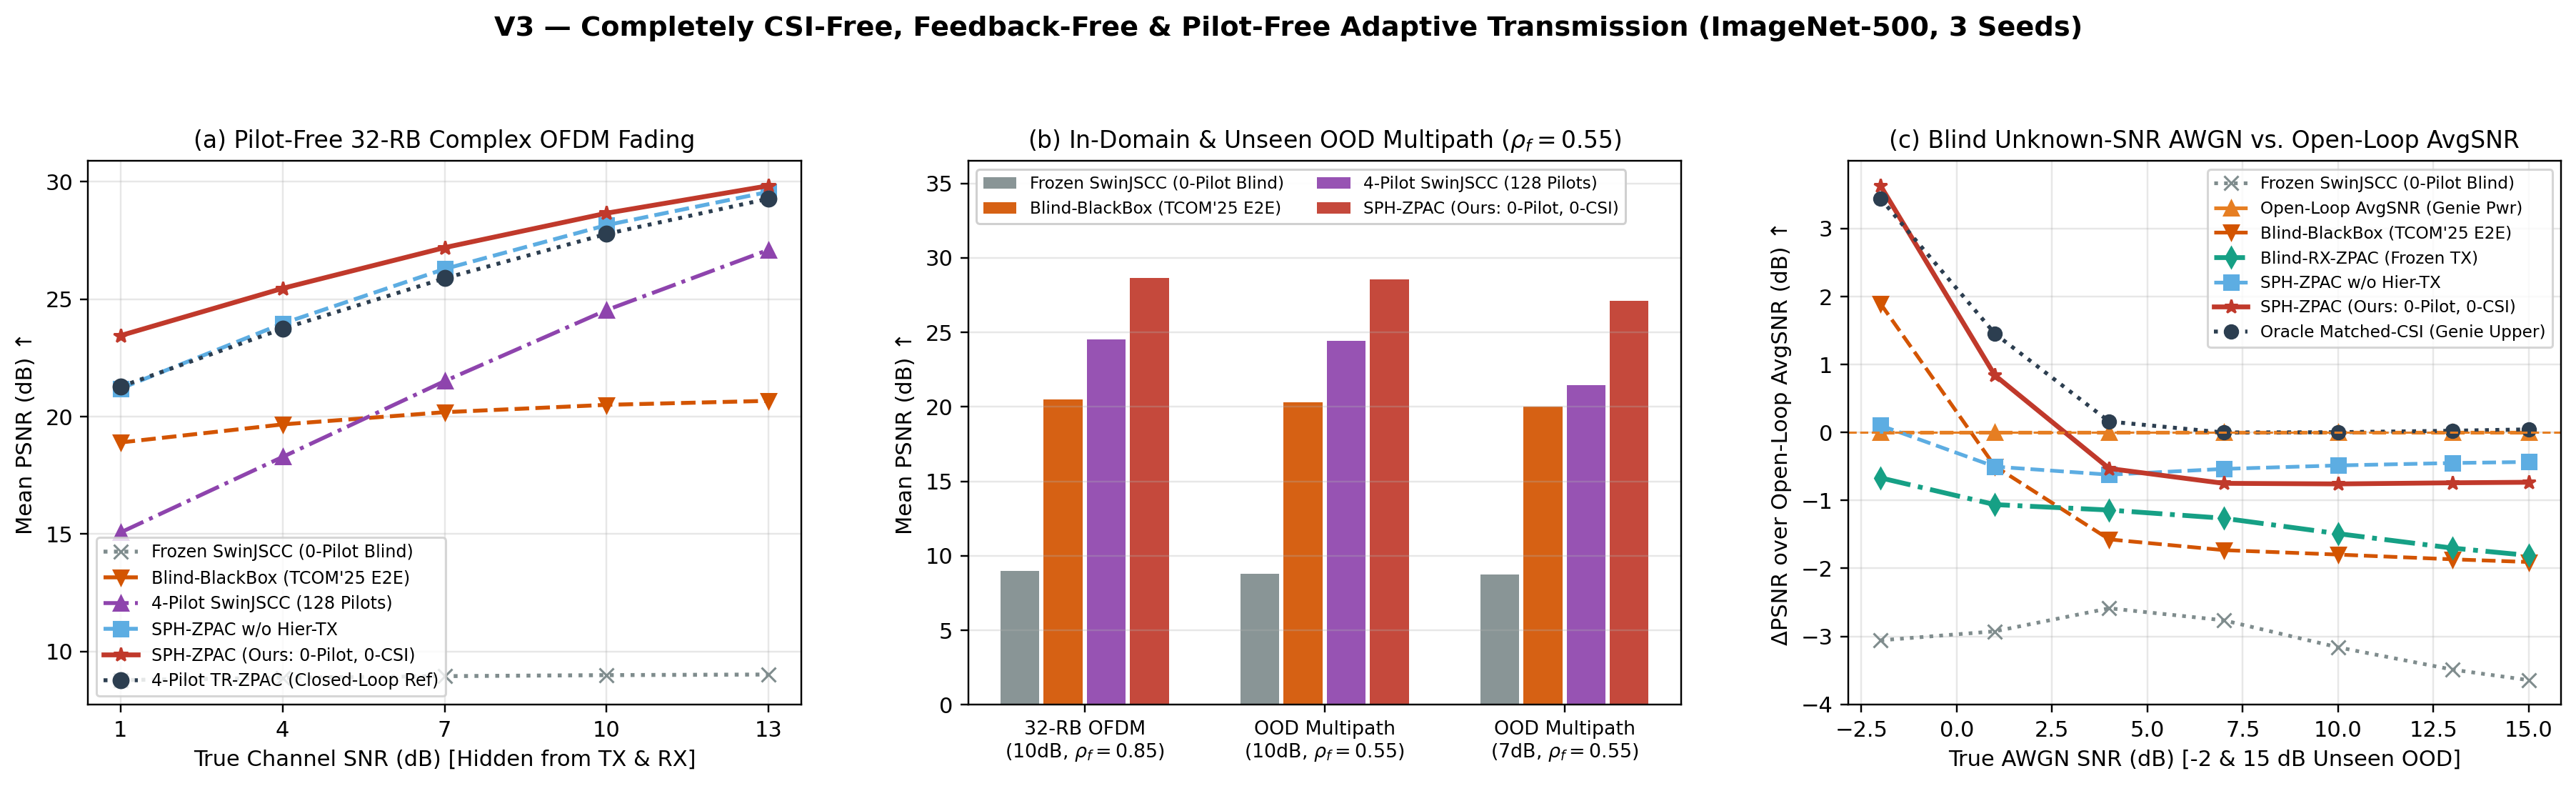 V3 — Completely CSI-Free, Feedback-Free & Pilot-Free Adaptive Transmission (ImageNet-500, 3 Seeds)
(a) Pilot-Free 32-RB Complex OFDM Fading
Mean PSNR (dB) ↑
30
25
20
15
10
Frozen SwinJSCC (0-Pilot Blind)
Blind-BlackBox (TCOM'25 E2E)
4-Pilot SwinJSCC (128 Pilots)
SPH-ZPAC w/o Hier-TX
SPH-ZPAC (Ours: 0-Pilot, 0-CSI)
4-Pilot TR-ZPAC (Closed-Loop Ref)
1 4 7 10 13
True Channel SNR (dB) [Hidden from TX & RX]
(b) In-Domain & Unseen OOD Multipath (ρ_f = 0.55)
Mean PSNR (dB) ↑
35
30
25
20
15
10
5
0
Frozen SwinJSCC (0-Pilot Blind)
Blind-BlackBox (TCOM'25 E2E)
4-Pilot SwinJSCC (128 Pilots)
SPH-ZPAC (Ours: 0-Pilot, 0-CSI)
32-RB OFDM
(10dB, ρ_f = 0.85)
OOD Multipath
(10dB, ρ_f = 0.55)
OOD Multipath
(7dB, ρ_f = 0.55)
(c) Blind Unknown-SNR AWGN vs. Open-Loop AvgSNR
ΔPSNR over Open-Loop AvgSNR (dB) ↑
3
2
1
0
−1
−2
−3
−4
Frozen SwinJSCC (0-Pilot Blind)
Open-Loop AvgSNR (Genie Pwr)
Blind-BlackBox (TCOM'25 E2E)
Blind-RX-ZPAC (Frozen TX)
SPH-ZPAC w/o Hier-TX
SPH-ZPAC (Ours: 0-Pilot, 0-CSI)
Oracle Matched-CSI (Genie Upper)
−2.5 0.0 2.5 5.0 7.5 10.0 12.5 15.0
True AWGN SNR (dB) [-2 & 15 dB Unseen OOD]